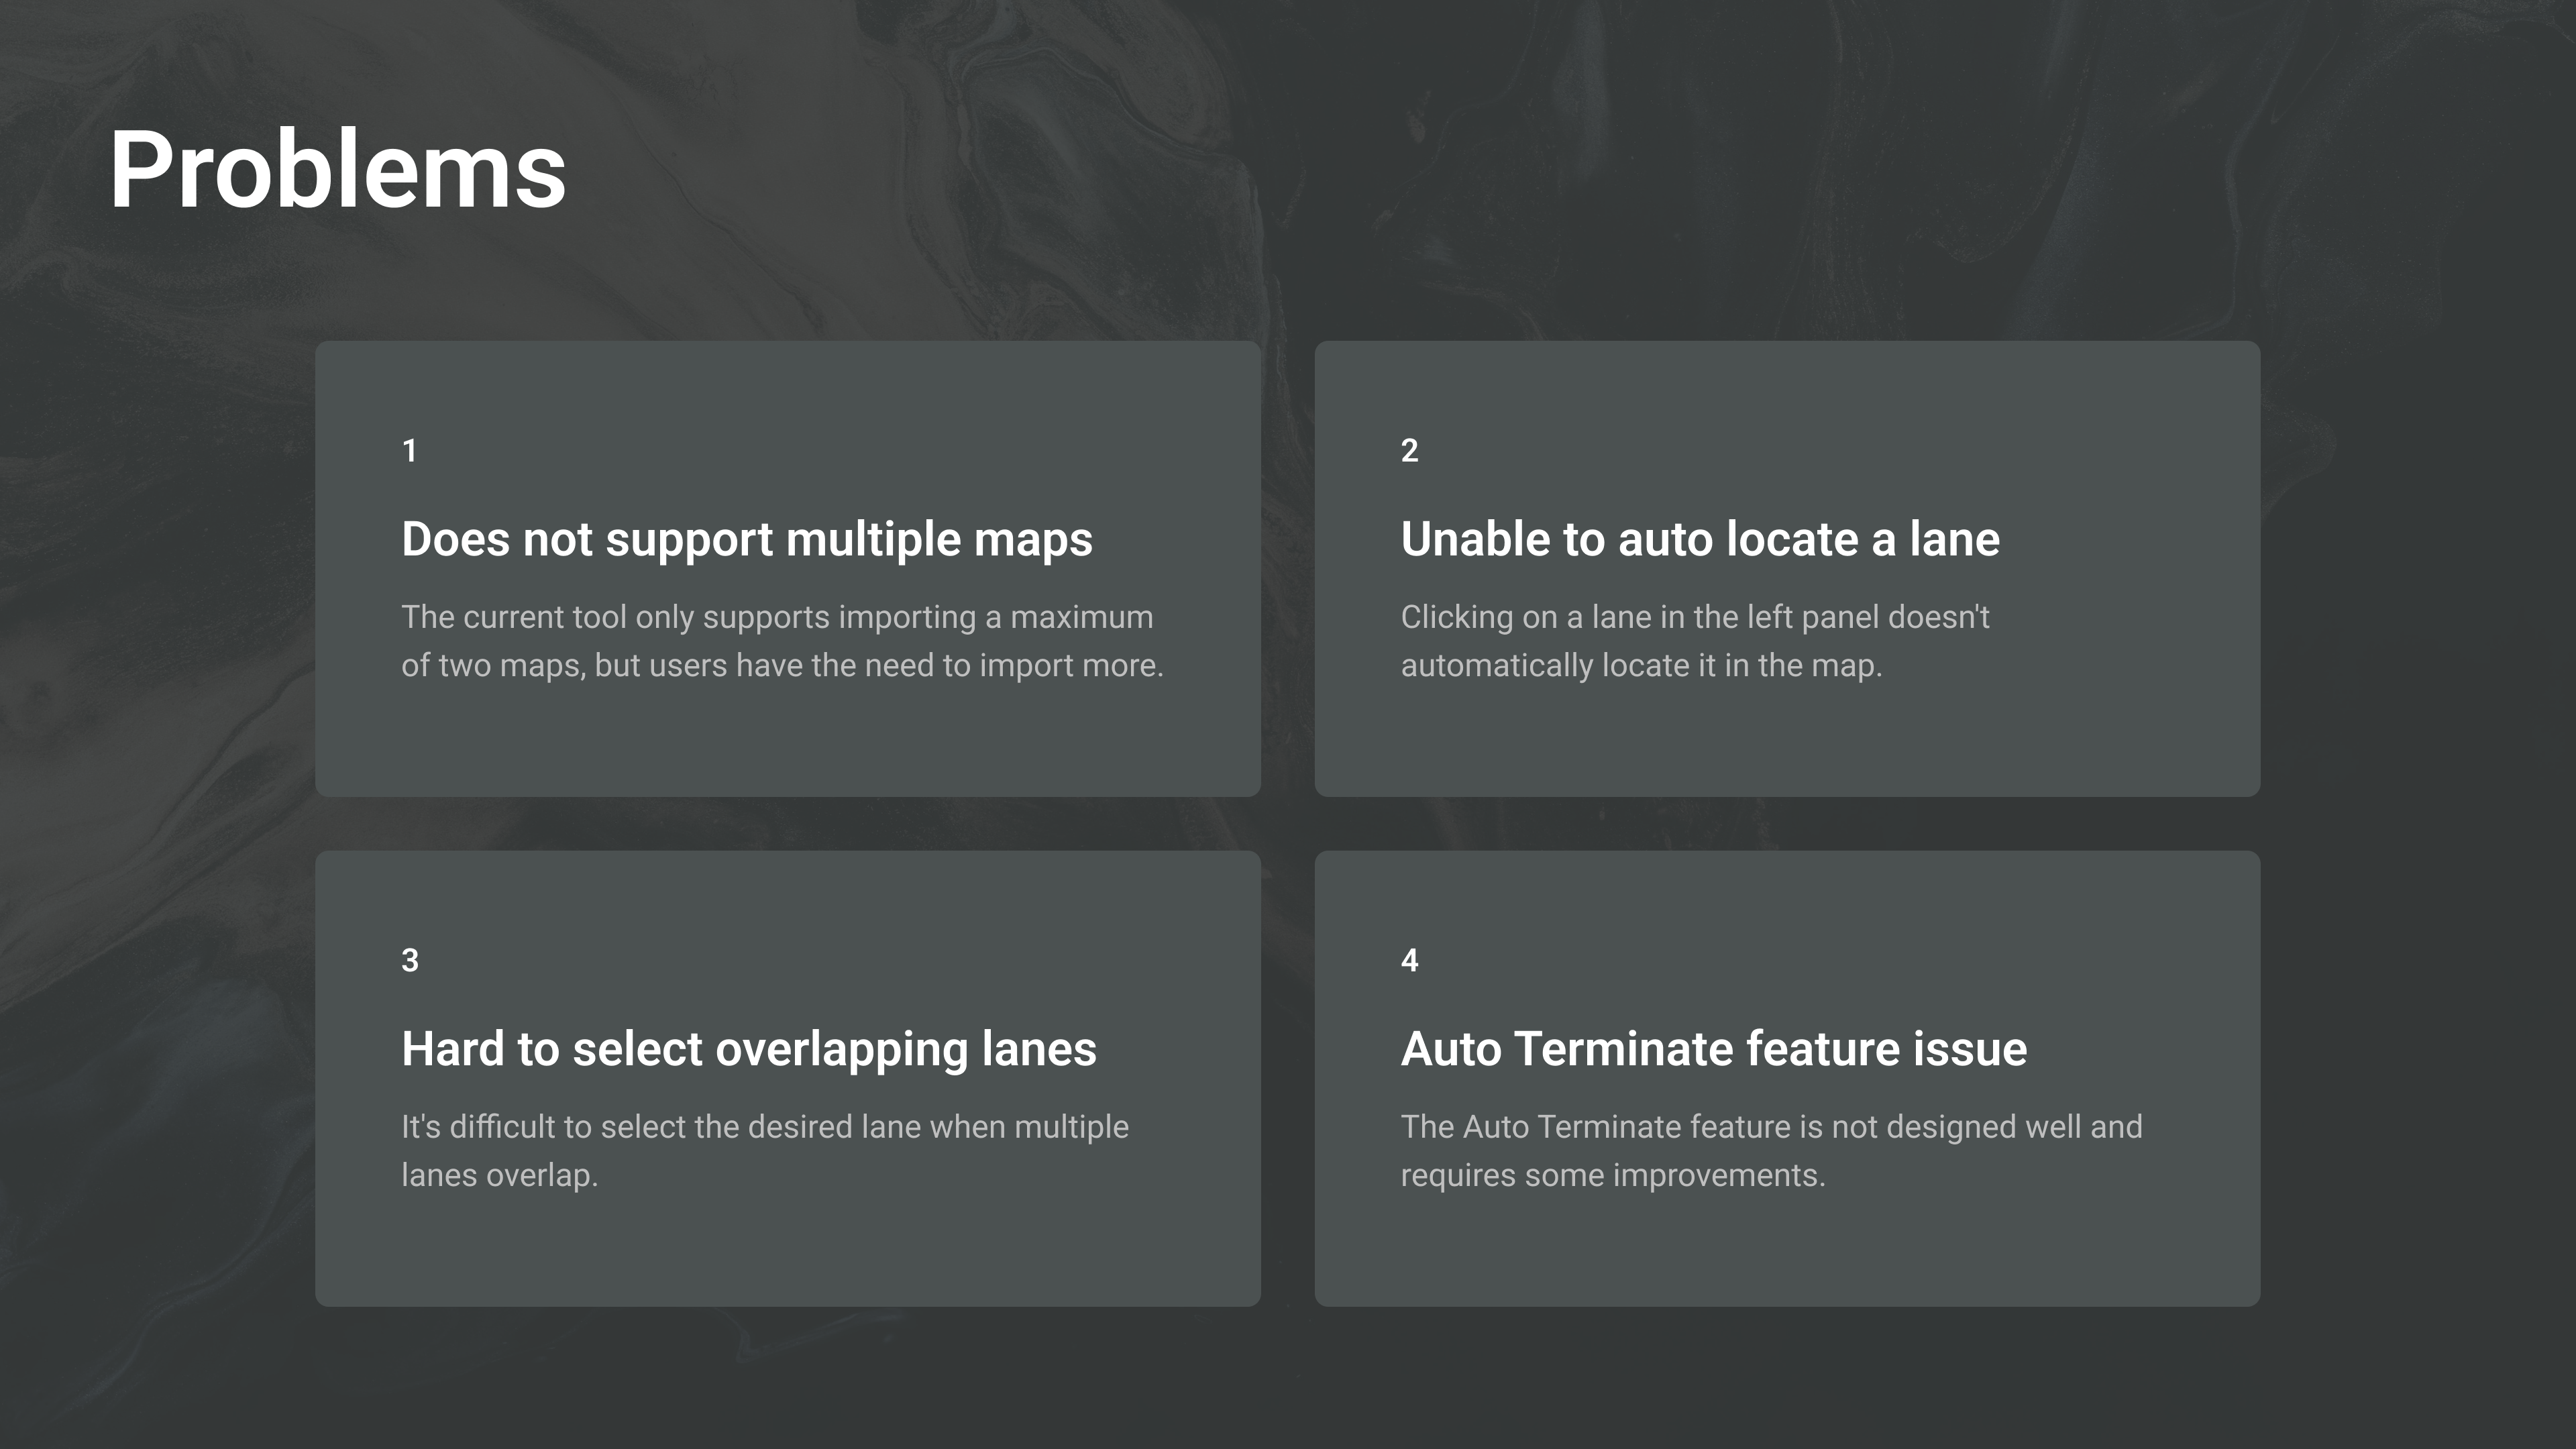 Problems
1
Does not support multiple maps
The current tool only supports importing a maximum
of two maps, but users have the need to import more.
2
Unable to auto locate a lane
Clicking on a lane in the left panel doesn't
automatically locate it in the map.
3
Hard to select overlapping lanes
It's difficult to select the desired lane when multiple
lanes overlap.
4
Auto Terminate feature issue
The Auto Terminate feature is not designed well and
requires some improvements.